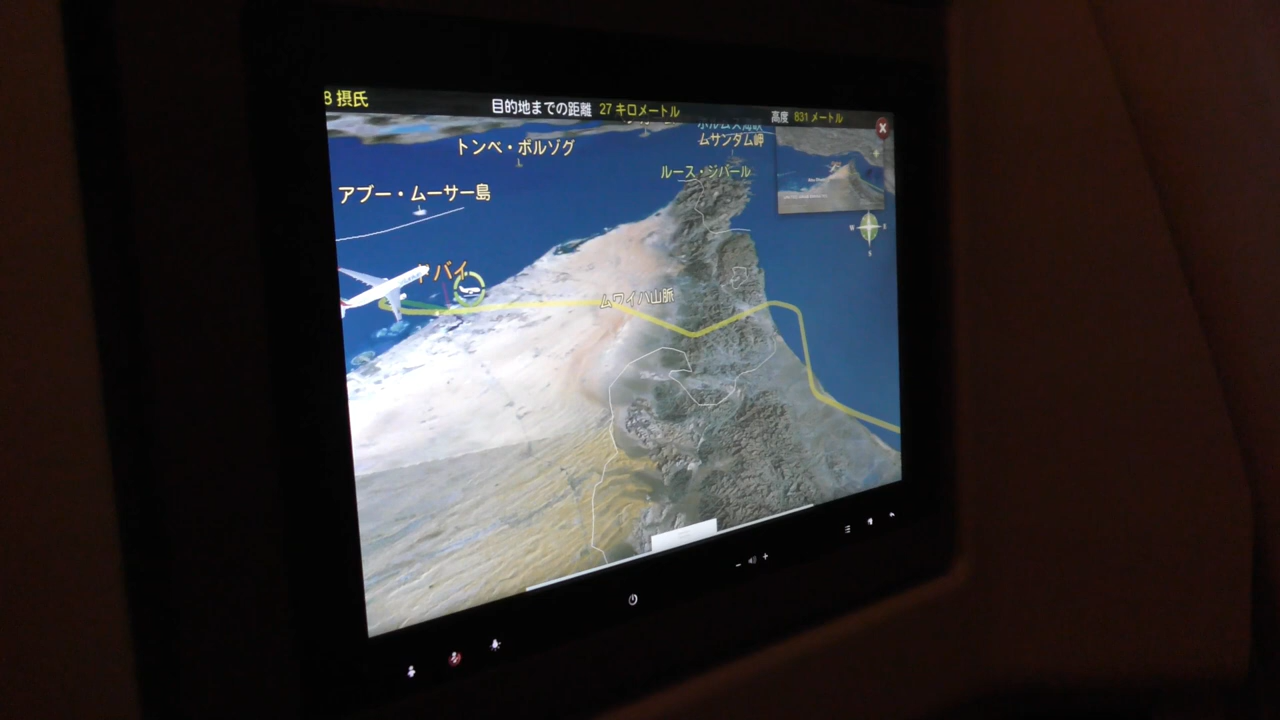 8 摂氏
目的地までの距離 27 キロメートル
高度 831 メートル
ムサンダム岬
トンベ・ボルゾグ
ルース・ジバール
アブー・ムーサー島
ドバイ
ムワイハ山脈
W
S